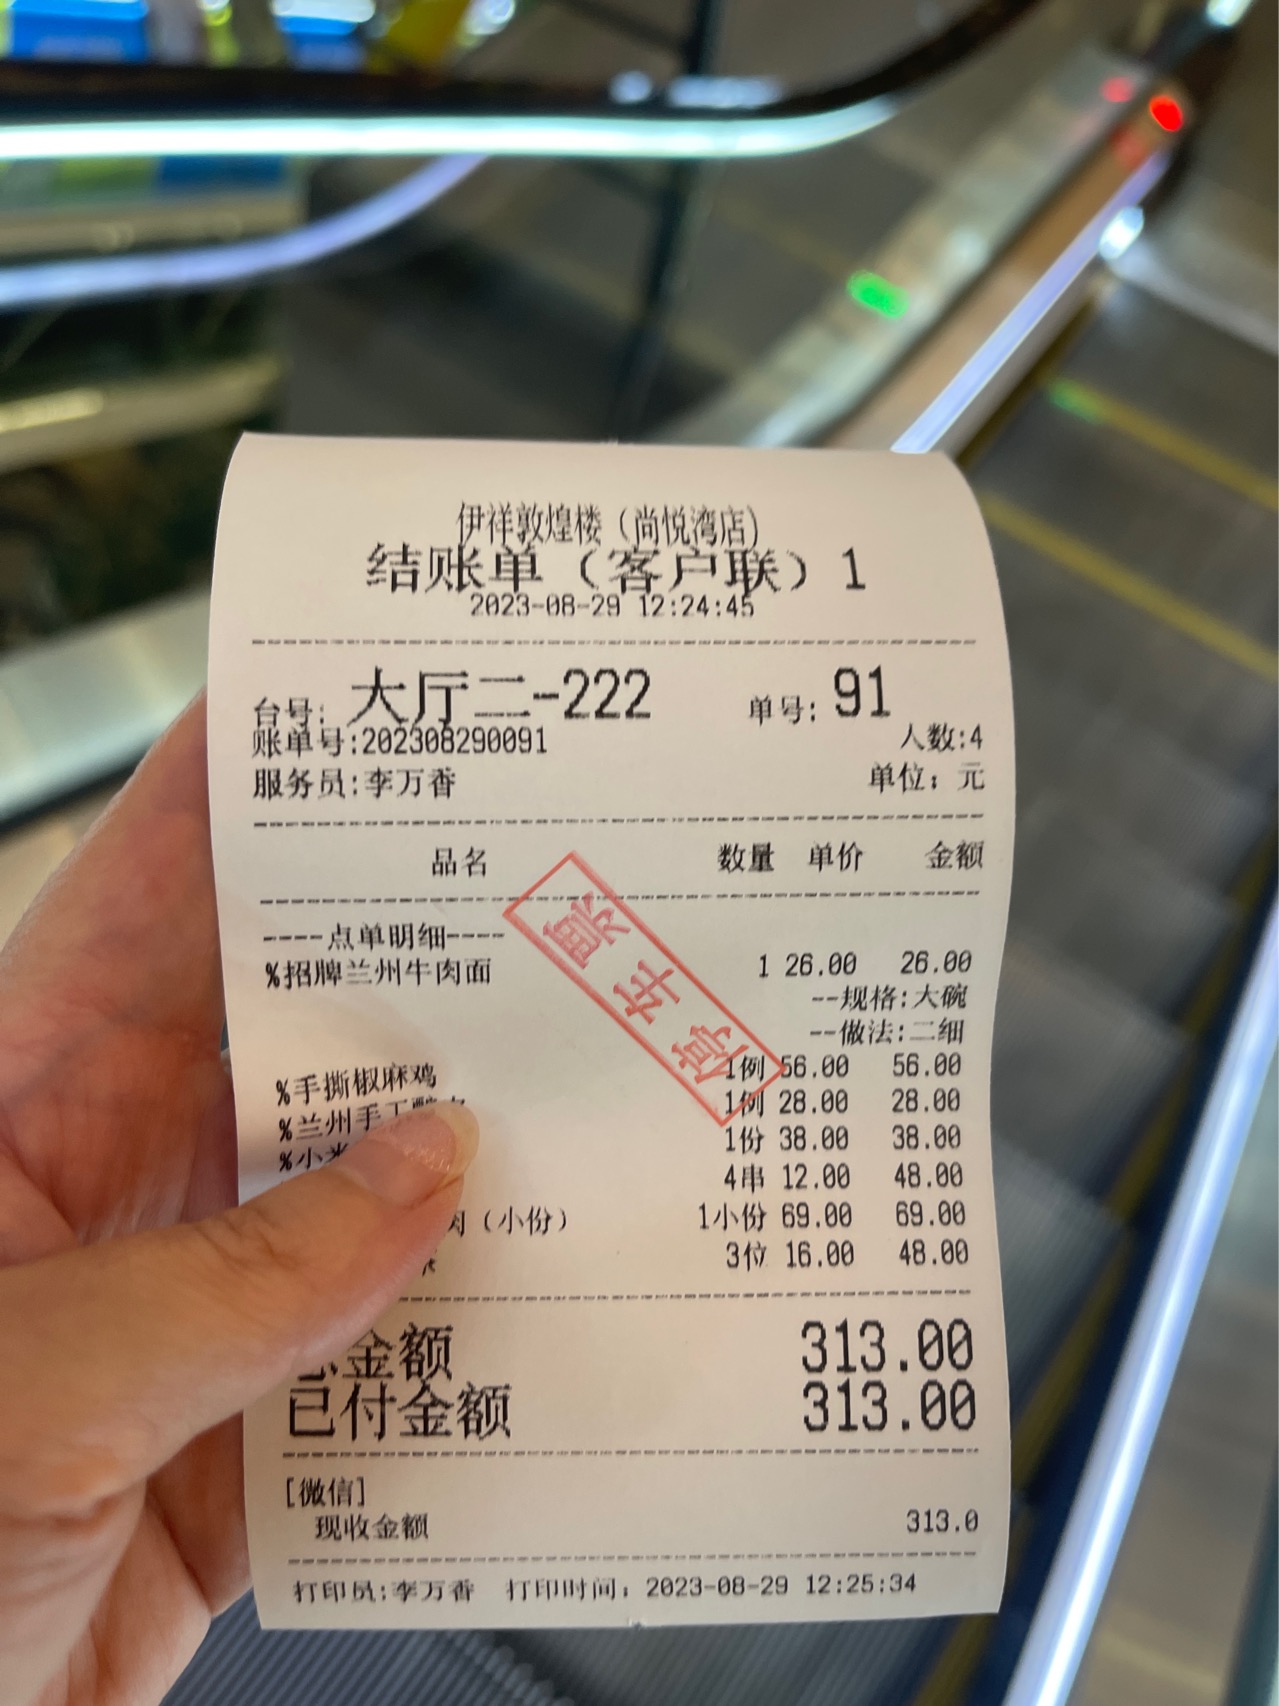 伊祥敦煌楼（尚悦湾店）
结账单（客户联）1
2023-08-29 12:24:45
台号: 大厅二-222 单号: 91
账单号:202308290091 人数:4
服务员:李万香 单位: 元
品名 数量 单价 金额
----点单明细----
%招牌兰州牛肉面 1 26.00 26.00
--规格:大碗
--做法:二细
%手撕椒麻鸡 1例 56.00 56.00
%兰州手工 1例 28.00 28.00
%小米 1份 38.00 38.00
4串 12.00 48.00
肉（小份） 1小份 69.00 69.00
3位 16.00 48.00
总金额 313.00
已付金额 313.00
[微信]
现收金额 313.0
打印员:李万香 打印时间: 2023-08-29 12:25:34
停车票